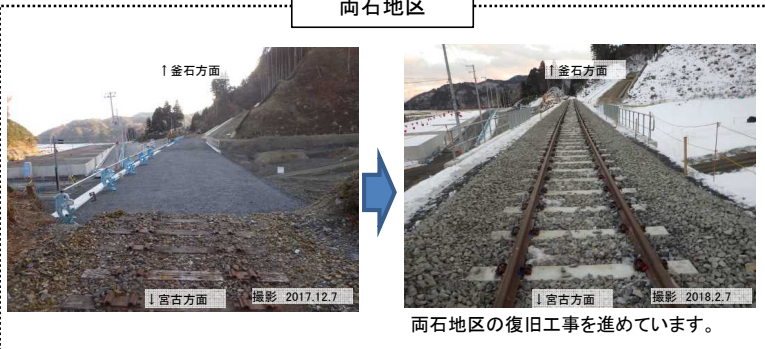 両石地区
↑釜石方面
↓宮古方面
撮影 2017.12.7
↑釜石方面
↓宮古方面
撮影 2018.2.7
両石地区の復旧工事を進めています。